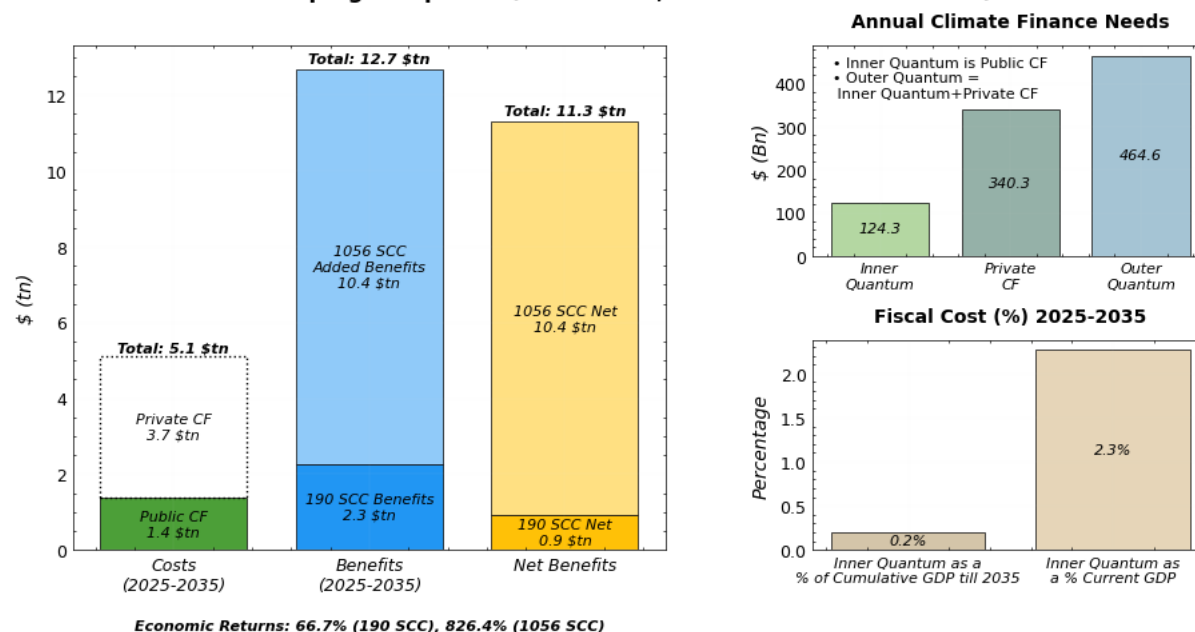 Annual Climate Finance Needs
Total: 12.7 $tn
Total: 11.3 $tn
Total: 5.1 $tn
1056 SCC
Added Benefits
10.4 $tn
1056 SCC Net
10.4 $tn
Private CF
3.7 $tn
190 SCC Benefits
2.3 $tn
Public CF
1.4 $tn
190 SCC Net
0.9 $tn
$ (tn)
12
10
8
6
4
2
0
Costs
(2025-2035)
Benefits
(2025-2035)
Net Benefits
Economic Returns: 66.7% (190 SCC), 826.4% (1056 SCC)
• Inner Quantum is Public CF
• Outer Quantum =
Inner Quantum+Private CF
$ (Bn)
400
300
200
100
0
124.3
340.3
464.6
Inner
Quantum
Private
CF
Outer
Quantum
Fiscal Cost (%) 2025-2035
Percentage
2.0
1.5
1.0
0.5
0.0
0.2%
2.3%
Inner Quantum as a
% of Cumulative GDP till 2035
Inner Quantum as
a % Current GDP